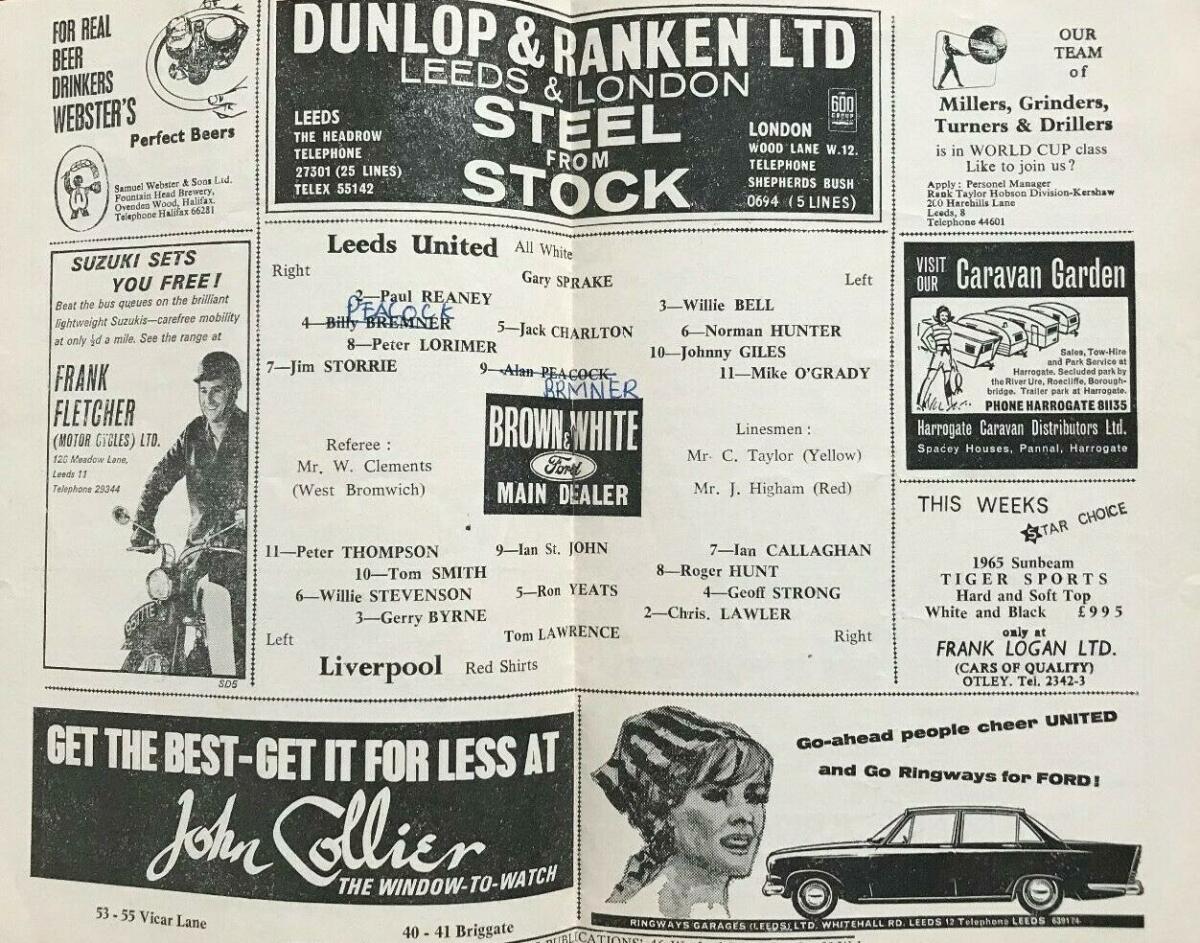 FOR REAL
BEER
DRINKERS
WEBSTER'S
Perfect Beers
Samuel Webster & Sons Ltd.
Fountain Head Brewery,
Ovenden Wood, Halifax.
Telephone Halifax 66281
DUNLOP & RANKEN LTD
LEEDS & LONDON
STEEL
FROM
STOCK
LEEDS
THE HEADROW
TELEPHONE
27301 (25 LINES)
TELEX 55142
600
GROUP
LONDON
WOOD LANE W.12.
TELEPHONE
SHEPHERDS BUSH
0694 (5 LINES)
OUR
TEAM
of
Millers, Grinders,
Turners & Drillers
is in WORLD CUP class
Like to join us?
Apply: Personel Manager
Rank Taylor Hobson Division-Kershaw
200 Harehills Lane
Leeds, 8
Telephone 44601
SUZUKI SETS
YOU FREE!
Beat the bus queues on the brilliant
lightweight Suzukis—carefree mobility
at only ½d a mile. See the range at
FRANK
FLETCHER
(MOTOR CYCLES) LTD.
126 Meadow Lane,
Leeds 11
Telephone 29344
SD5
Leeds United All White
Right Gary SPRAKE Left
2—Paul REANEY 3—Willie BELL
PEACOCK
4—Billy BREMNER 5—Jack CHARLTON 6—Norman HUNTER
8—Peter LORIMER 10—Johnny GILES
7—Jim STORRIE 9—Alan PEACOCK 11—Mike O'GRADY
BRMNER
BROWN & WHITE
Ford
MAIN DEALER
Referee :
Mr. W. Clements
(West Bromwich)
Linesmen :
Mr. C. Taylor (Yellow)
Mr. J. Higham (Red)
11—Peter THOMPSON 9—Ian St. JOHN 7—Ian CALLAGHAN
10—Tom SMITH 8—Roger HUNT
6—Willie STEVENSON 5—Ron YEATS 4—Geoff STRONG
3—Gerry BYRNE 2—Chris. LAWLER
Left Tom LAWRENCE Right
Liverpool Red Shirts
VISIT
OUR
Caravan Garden
Sales, Tow-Hire
and Park Service at
Harrogate. Secluded park by
the River Ure, Roecliffe, Borough-
bridge. Trailer park at Harrogate.
PHONE HARROGATE 81135
Harrogate Caravan Distributors Ltd.
Spacey Houses, Pannal, Harrogate
THIS WEEKS
STAR CHOICE
1965 Sunbeam
TIGER SPORTS
Hard and Soft Top
White and Black £995
only at
FRANK LOGAN LTD.
(CARS OF QUALITY)
OTLEY. Tel. 2342-3
GET THE BEST-GET IT FOR LESS AT
John Collier
THE WINDOW-TO-WATCH
53 - 55 Vicar Lane
40 - 41 Briggate
Go-ahead people cheer UNITED
and Go Ringways for FORD!
RINGWAYS GARAGES (LEEDS) LTD. WHITEHALL RD. LEEDS 12 Telephone LEEDS 639174
PUBLICATIONS